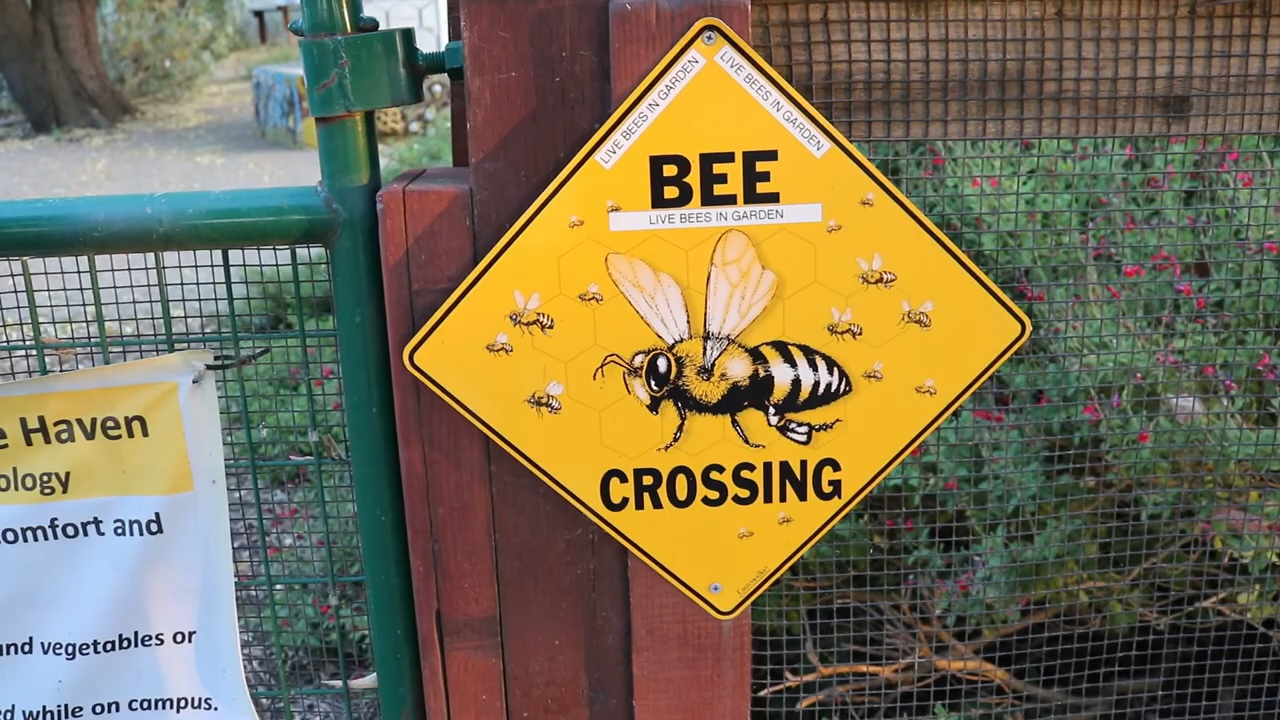 LIVE BEES IN GARDEN
LIVE BEES IN GARDEN
BEE
LIVE BEES IN GARDEN
CROSSING
e Haven
ology
omfort and
and vegetables or
ed while on campus.